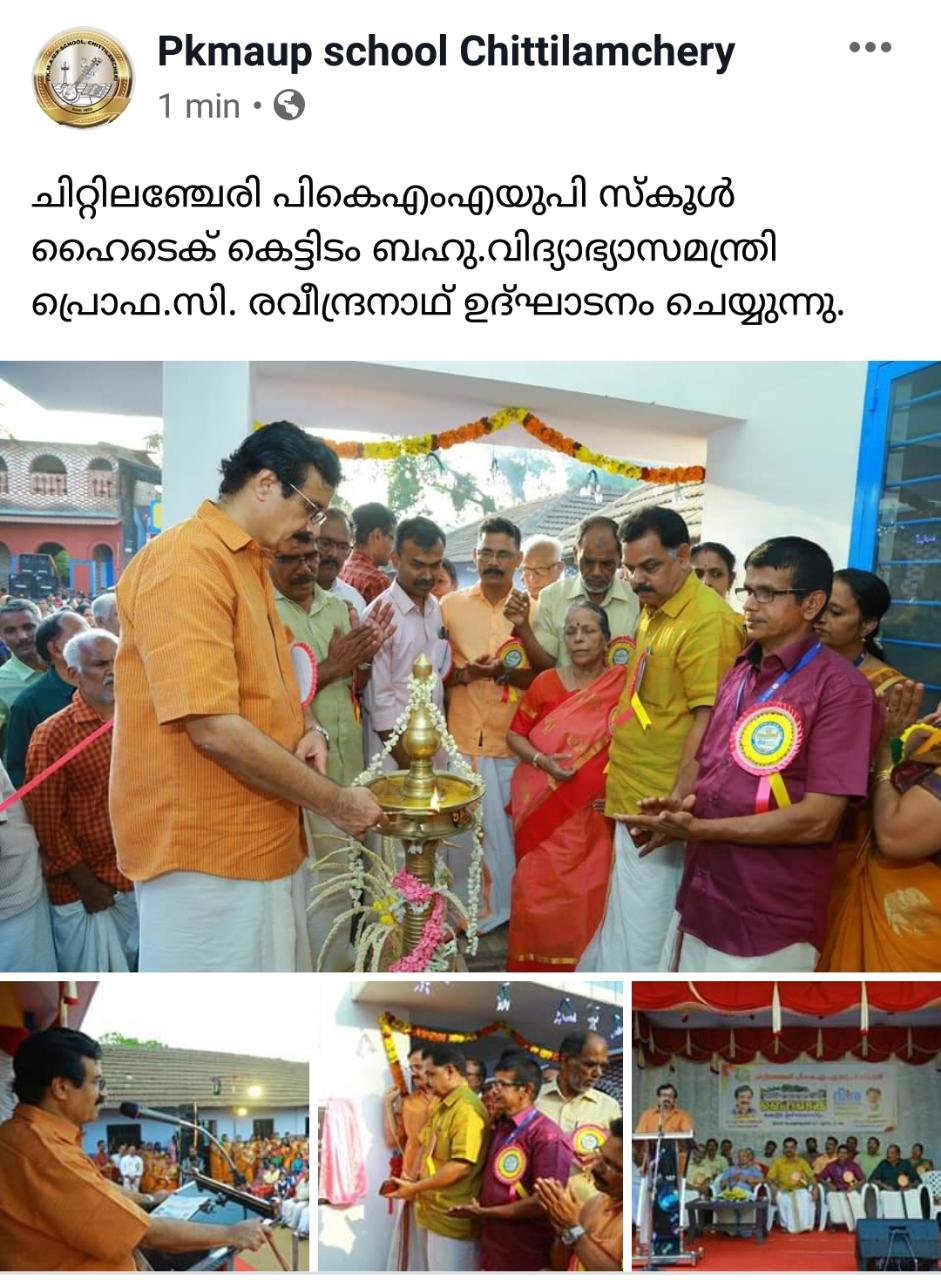 Pkmaup school Chittilamchery
1 min
ചിറ്റിലഞ്ചേരി പികെഎംഎയുപി സ്കൂൾ
ഹൈടെക് കെട്ടിടം ബഹു.വിദ്യാഭ്യാസമന്ത്രി
പ്രൊഫ.സി. രവീന്ദ്രനാഥ് ഉദ്ഘാടനം ചെയ്യുന്നു.